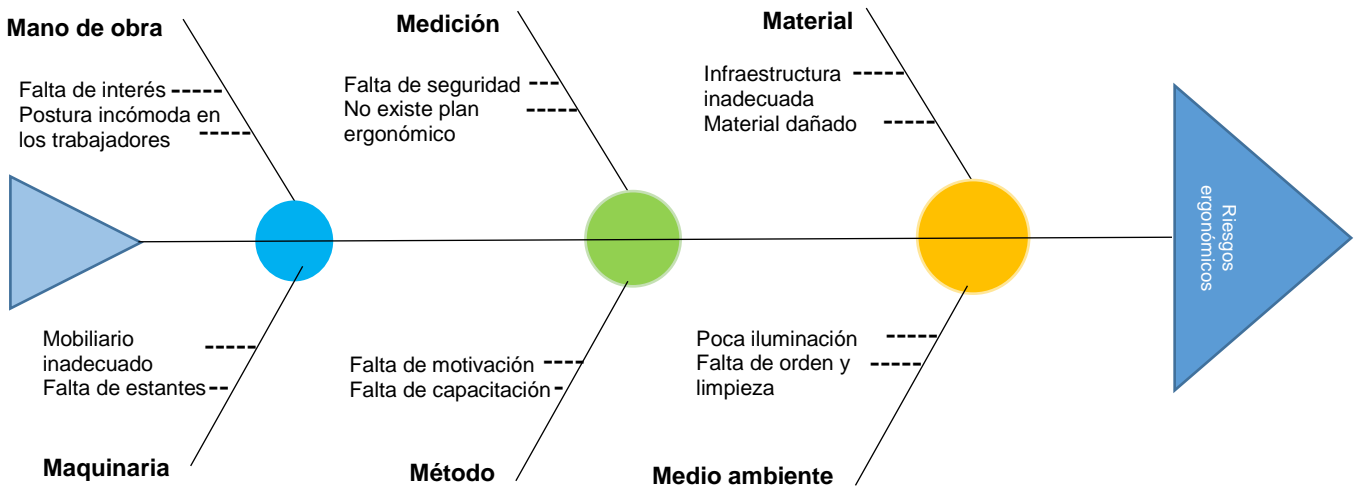 Mano de obra
Falta de interés
Postura incómoda en
los trabajadores
Medición
Falta de seguridad
No existe plan
ergonómico
Material
Infraestructura
inadecuada
Material dañado
Riesgos
ergonómicos
Mobiliario
inadecuado
Falta de estantes
Maquinaria
Falta de motivación
Falta de capacitación
Método
Poca iluminación
Falta de orden y
limpieza
Medio ambiente